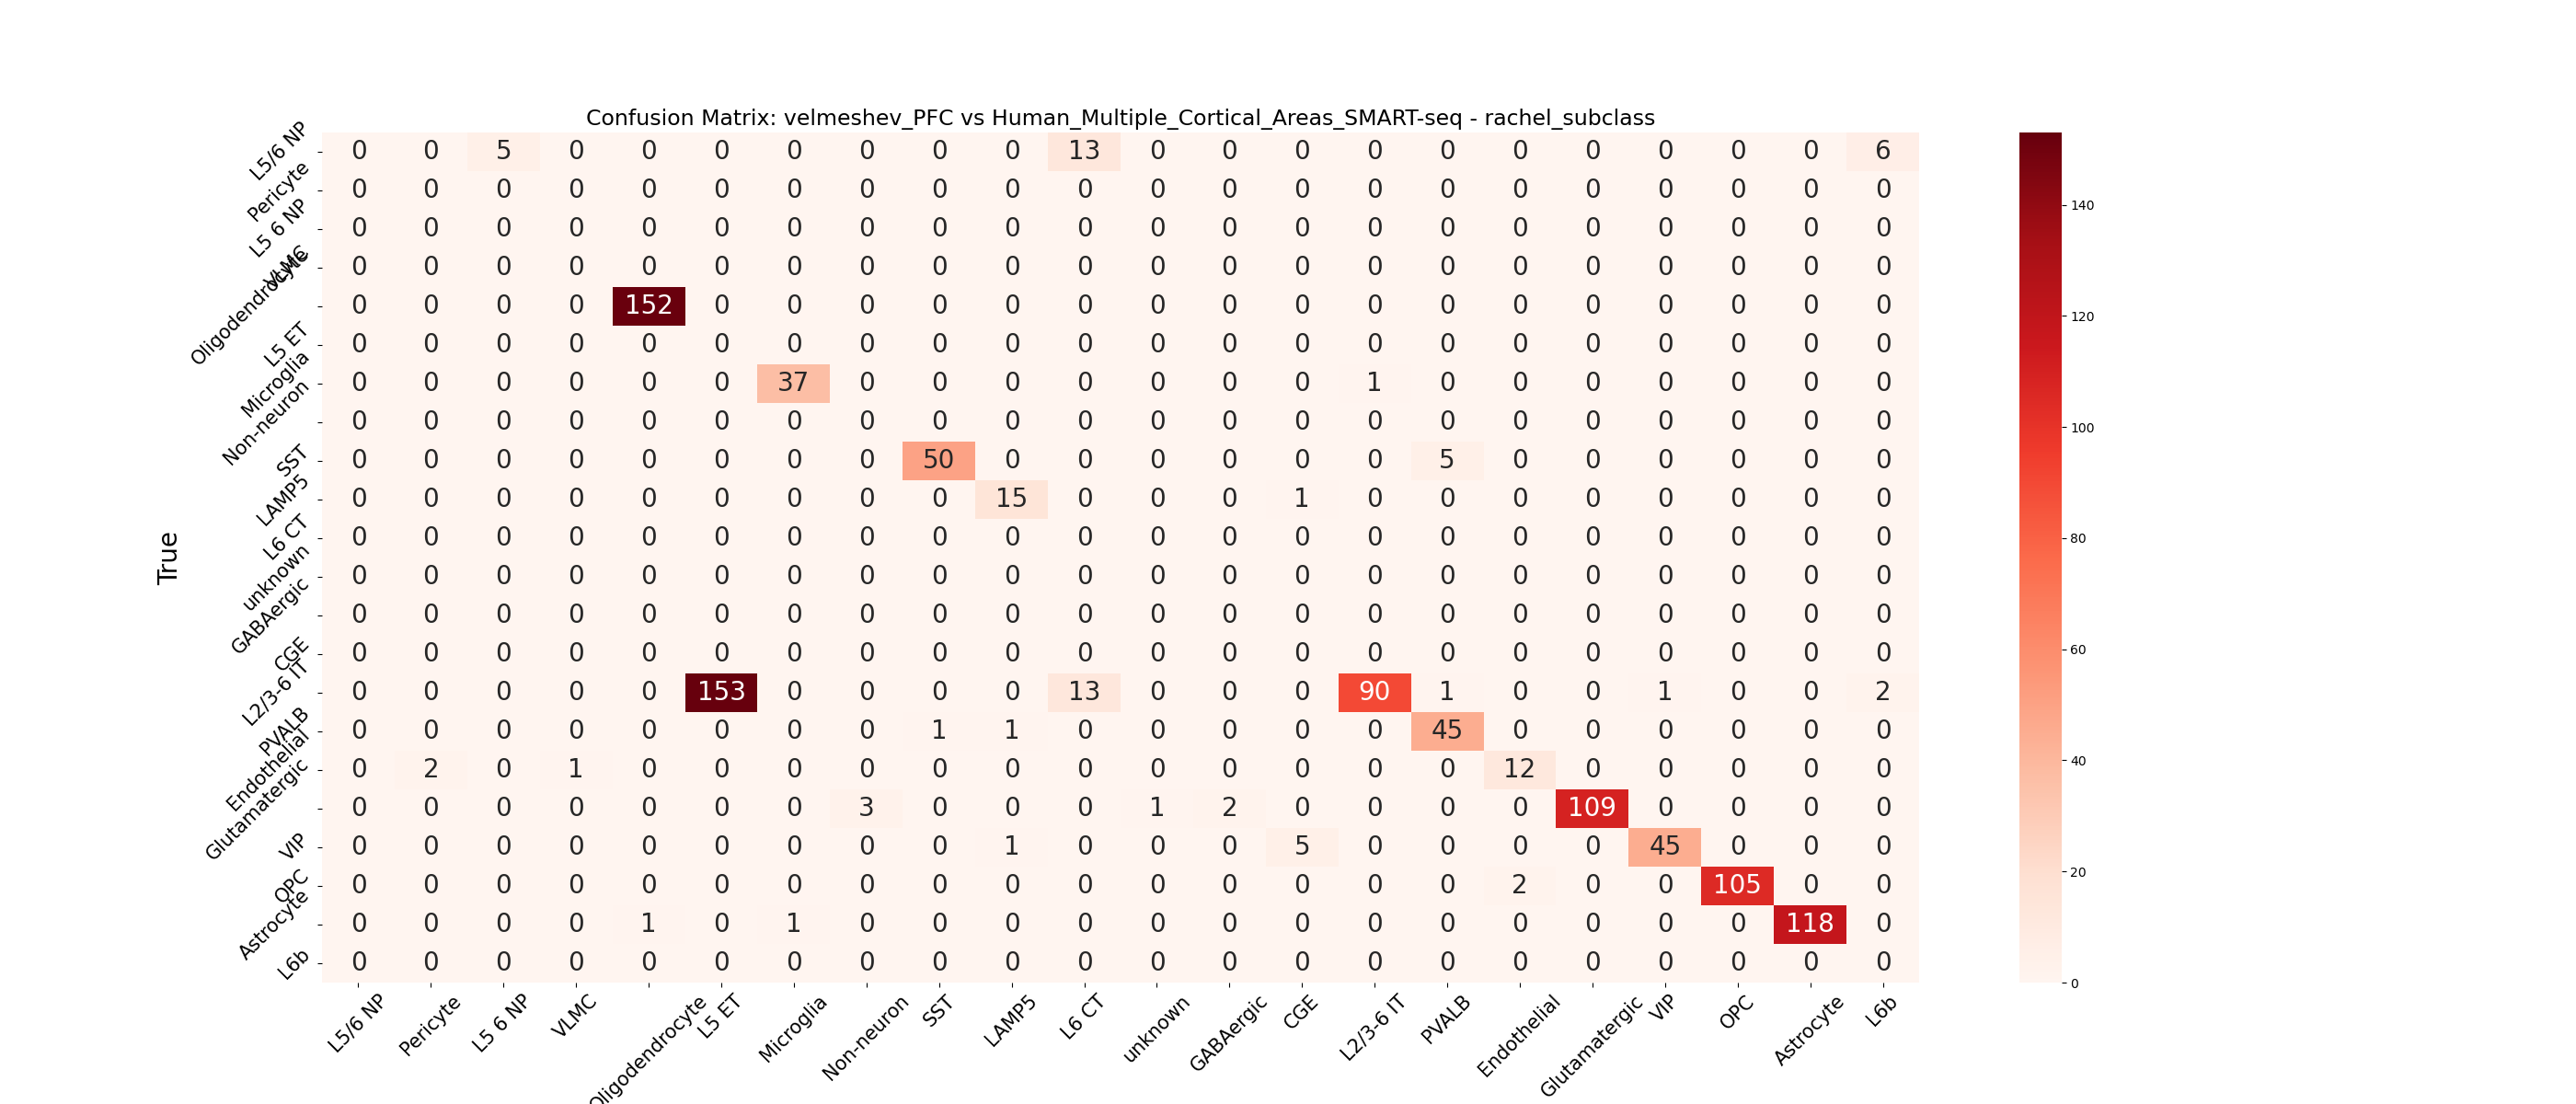 Confusion Matrix: velmeshev_PFC vs Human_Multiple_Cortical_Areas_SMART-seq - rachel_subclass
True
L5/6 NP 0 0 5 0 0 0 0 0 0 0 13 0 0 0 0 0 0 0 0 0 0 6
Pericyte 0 0 0 0 0 0 0 0 0 0 0 0 0 0 0 0 0 0 0 0 0 0
L5 6 NP 0 0 0 0 0 0 0 0 0 0 0 0 0 0 0 0 0 0 0 0 0 0
VLMC 0 0 0 0 0 0 0 0 0 0 0 0 0 0 0 0 0 0 0 0 0 0
Oligodendrocyte 0 0 0 0 152 0 0 0 0 0 0 0 0 0 0 0 0 0 0 0 0 0
L5 ET 0 0 0 0 0 0 0 0 0 0 0 0 0 0 0 0 0 0 0 0 0 0
Microglia 0 0 0 0 0 0 37 0 0 0 0 0 0 0 1 0 0 0 0 0 0 0
Non-neuron 0 0 0 0 0 0 0 0 0 0 0 0 0 0 0 0 0 0 0 0 0 0
SST 0 0 0 0 0 0 0 0 50 0 0 0 0 0 0 5 0 0 0 0 0 0
LAMP5 0 0 0 0 0 0 0 0 0 15 0 0 0 1 0 0 0 0 0 0 0 0
L6 CT 0 0 0 0 0 0 0 0 0 0 0 0 0 0 0 0 0 0 0 0 0 0
unknown 0 0 0 0 0 0 0 0 0 0 0 0 0 0 0 0 0 0 0 0 0 0
GABAergic 0 0 0 0 0 0 0 0 0 0 0 0 0 0 0 0 0 0 0 0 0 0
CGE 0 0 0 0 0 0 0 0 0 0 0 0 0 0 0 0 0 0 0 0 0 0
L2/3-6 IT 0 0 0 0 0 153 0 0 0 0 13 0 0 0 90 1 0 0 1 0 0 2
PVALB 0 0 0 0 0 0 0 0 1 1 0 0 0 0 0 45 0 0 0 0 0 0
Endothelial 0 2 0 1 0 0 0 0 0 0 0 0 0 0 0 0 12 0 0 0 0 0
Glutamatergic 0 0 0 0 0 0 0 3 0 0 0 1 2 0 0 0 0 109 0 0 0 0
VIP 0 0 0 0 0 0 0 0 0 1 0 0 0 5 0 0 0 0 45 0 0 0
OPC 0 0 0 0 0 0 0 0 0 0 0 0 0 0 0 0 2 0 0 105 0 0
Astrocyte 0 0 0 0 1 0 1 0 0 0 0 0 0 0 0 0 0 0 0 0 118 0
L6b 0 0 0 0 0 0 0 0 0 0 0 0 0 0 0 0 0 0 0 0 0 0
L5/6 NP Pericyte L5 6 NP VLMC Oligodendrocyte L5 ET Microglia Non-neuron SST LAMP5 L6 CT unknown GABAergic CGE L2/3-6 IT PVALB Endothelial Glutamatergic VIP OPC Astrocyte L6b
140
120
100
80
60
40
20
0